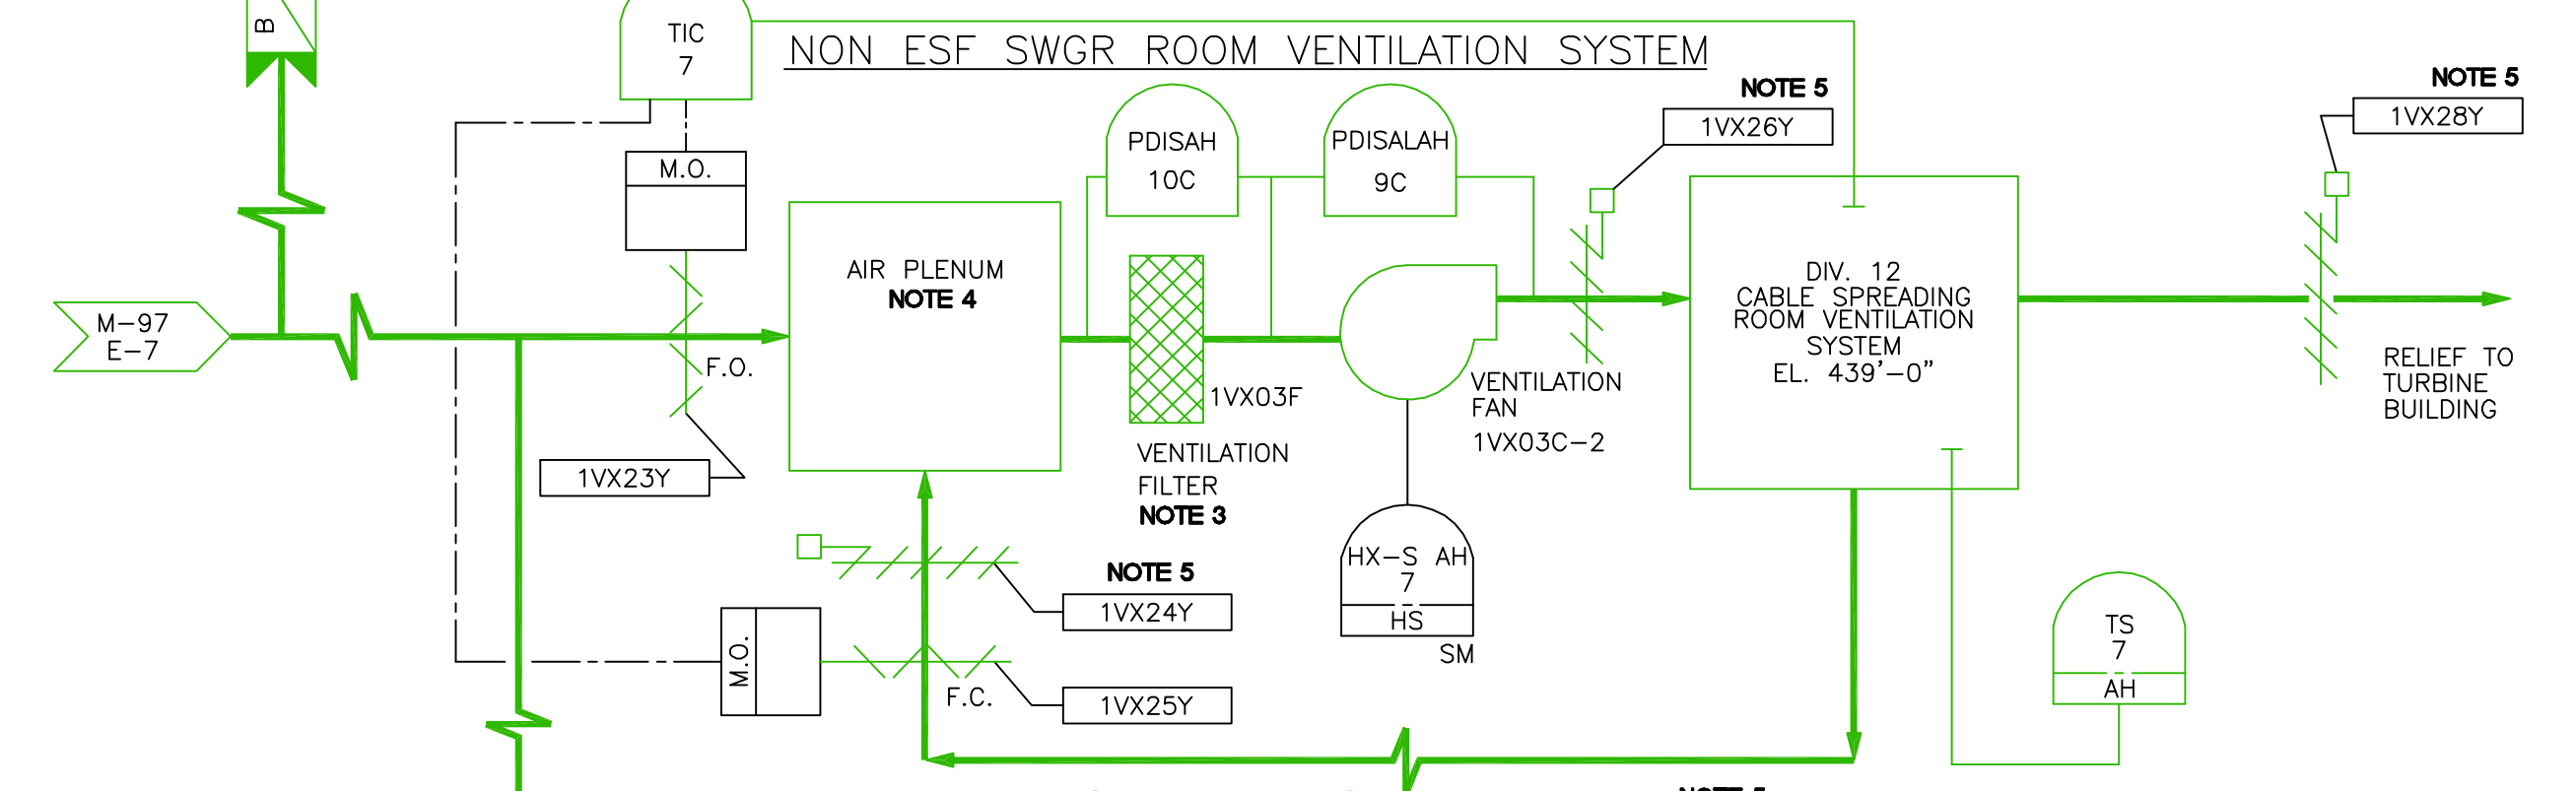 B
TIC
7
NON ESF SWGR ROOM VENTILATION SYSTEM
NOTE 5
1VX28Y
NOTE 5
1VX26Y
PDISAH
10C
PDISALAH
9C
M.O.
AIR PLENUM
NOTE 4
DIV. 12
CABLE SPREADING
ROOM VENTILATION
SYSTEM
EL. 439'-0"
M-97
E-7
F.O.
1VX03F
VENTILATION
FAN
1VX03C-2
RELIEF TO
TURBINE
BUILDING
1VX23Y
VENTILATION
FILTER
NOTE 3
NOTE 5
1VX24Y
HX-S AH
7
HS
SM
M.O.
F.C.
1VX25Y
TS
7
AH